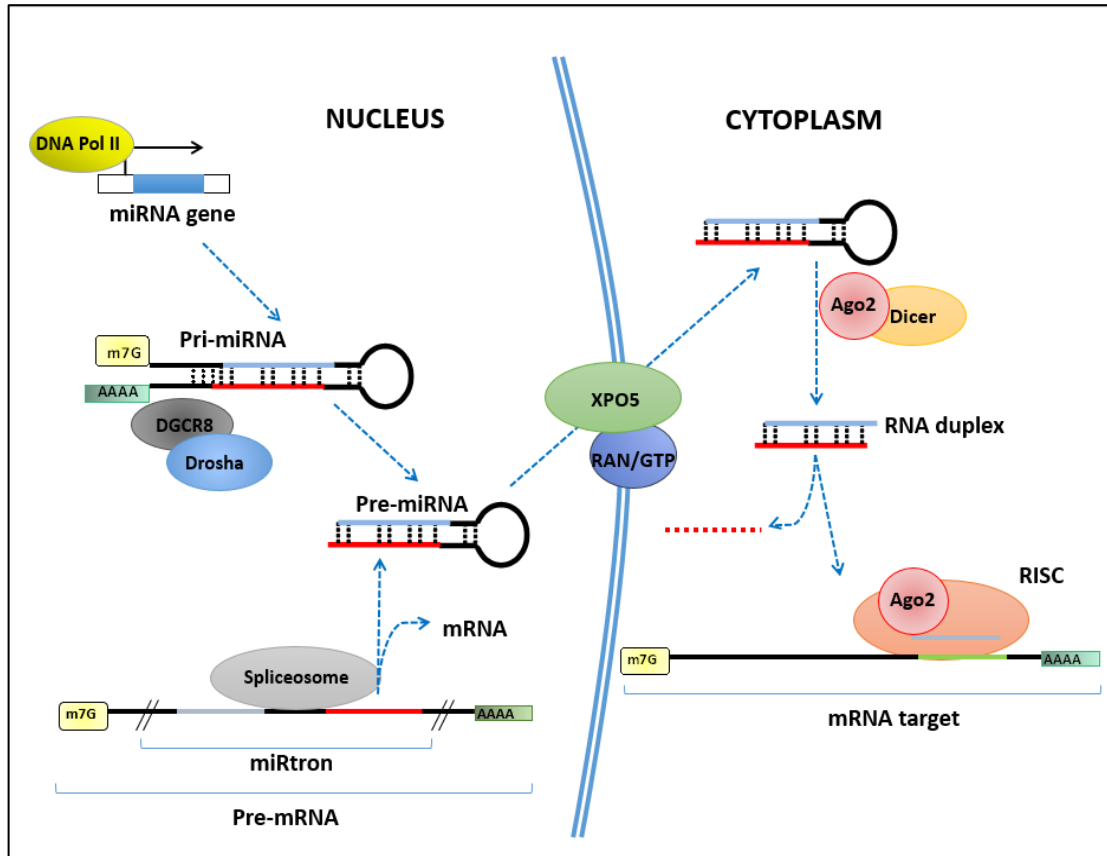 NUCLEUS
CYTOPLASM
DNA Pol II
miRNA gene
Pri-miRNA
m7G
AAAA
DGCR8
Drosha
Pre-miRNA
mRNA
Spliceosome
m7G
AAAA
miRtron
Pre-mRNA
XPO5
RAN/GTP
Ago2
Dicer
RNA duplex
RISC
Ago2
m7G
AAAA
mRNA target